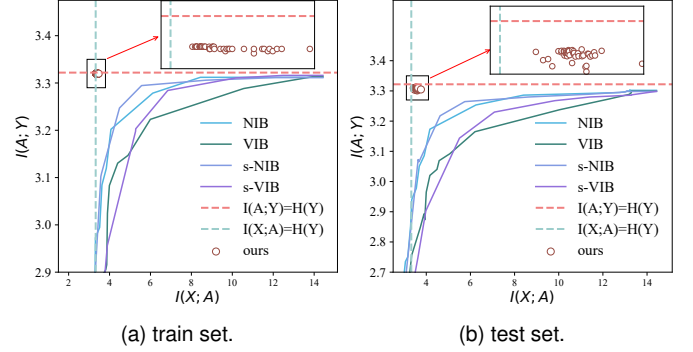 (a)
3.4
3.3
3.2
3.1
3.0
2.9
I(A; Y)
2
4
6
8
10
12
14
I(X; A)
NIB
VIB
s-NIB
s-VIB
I(A;Y)=H(Y)
I(X;A)=H(Y)
ours
(a) train set.
(b)
3.4
3.3
3.2
3.1
3.0
2.9
2.8
2.7
I(A; Y)
4
6
8
10
12
14
I(X; A)
NIB
VIB
s-NIB
s-VIB
I(A;Y)=H(Y)
I(X;A)=H(Y)
ours
(b) test set.